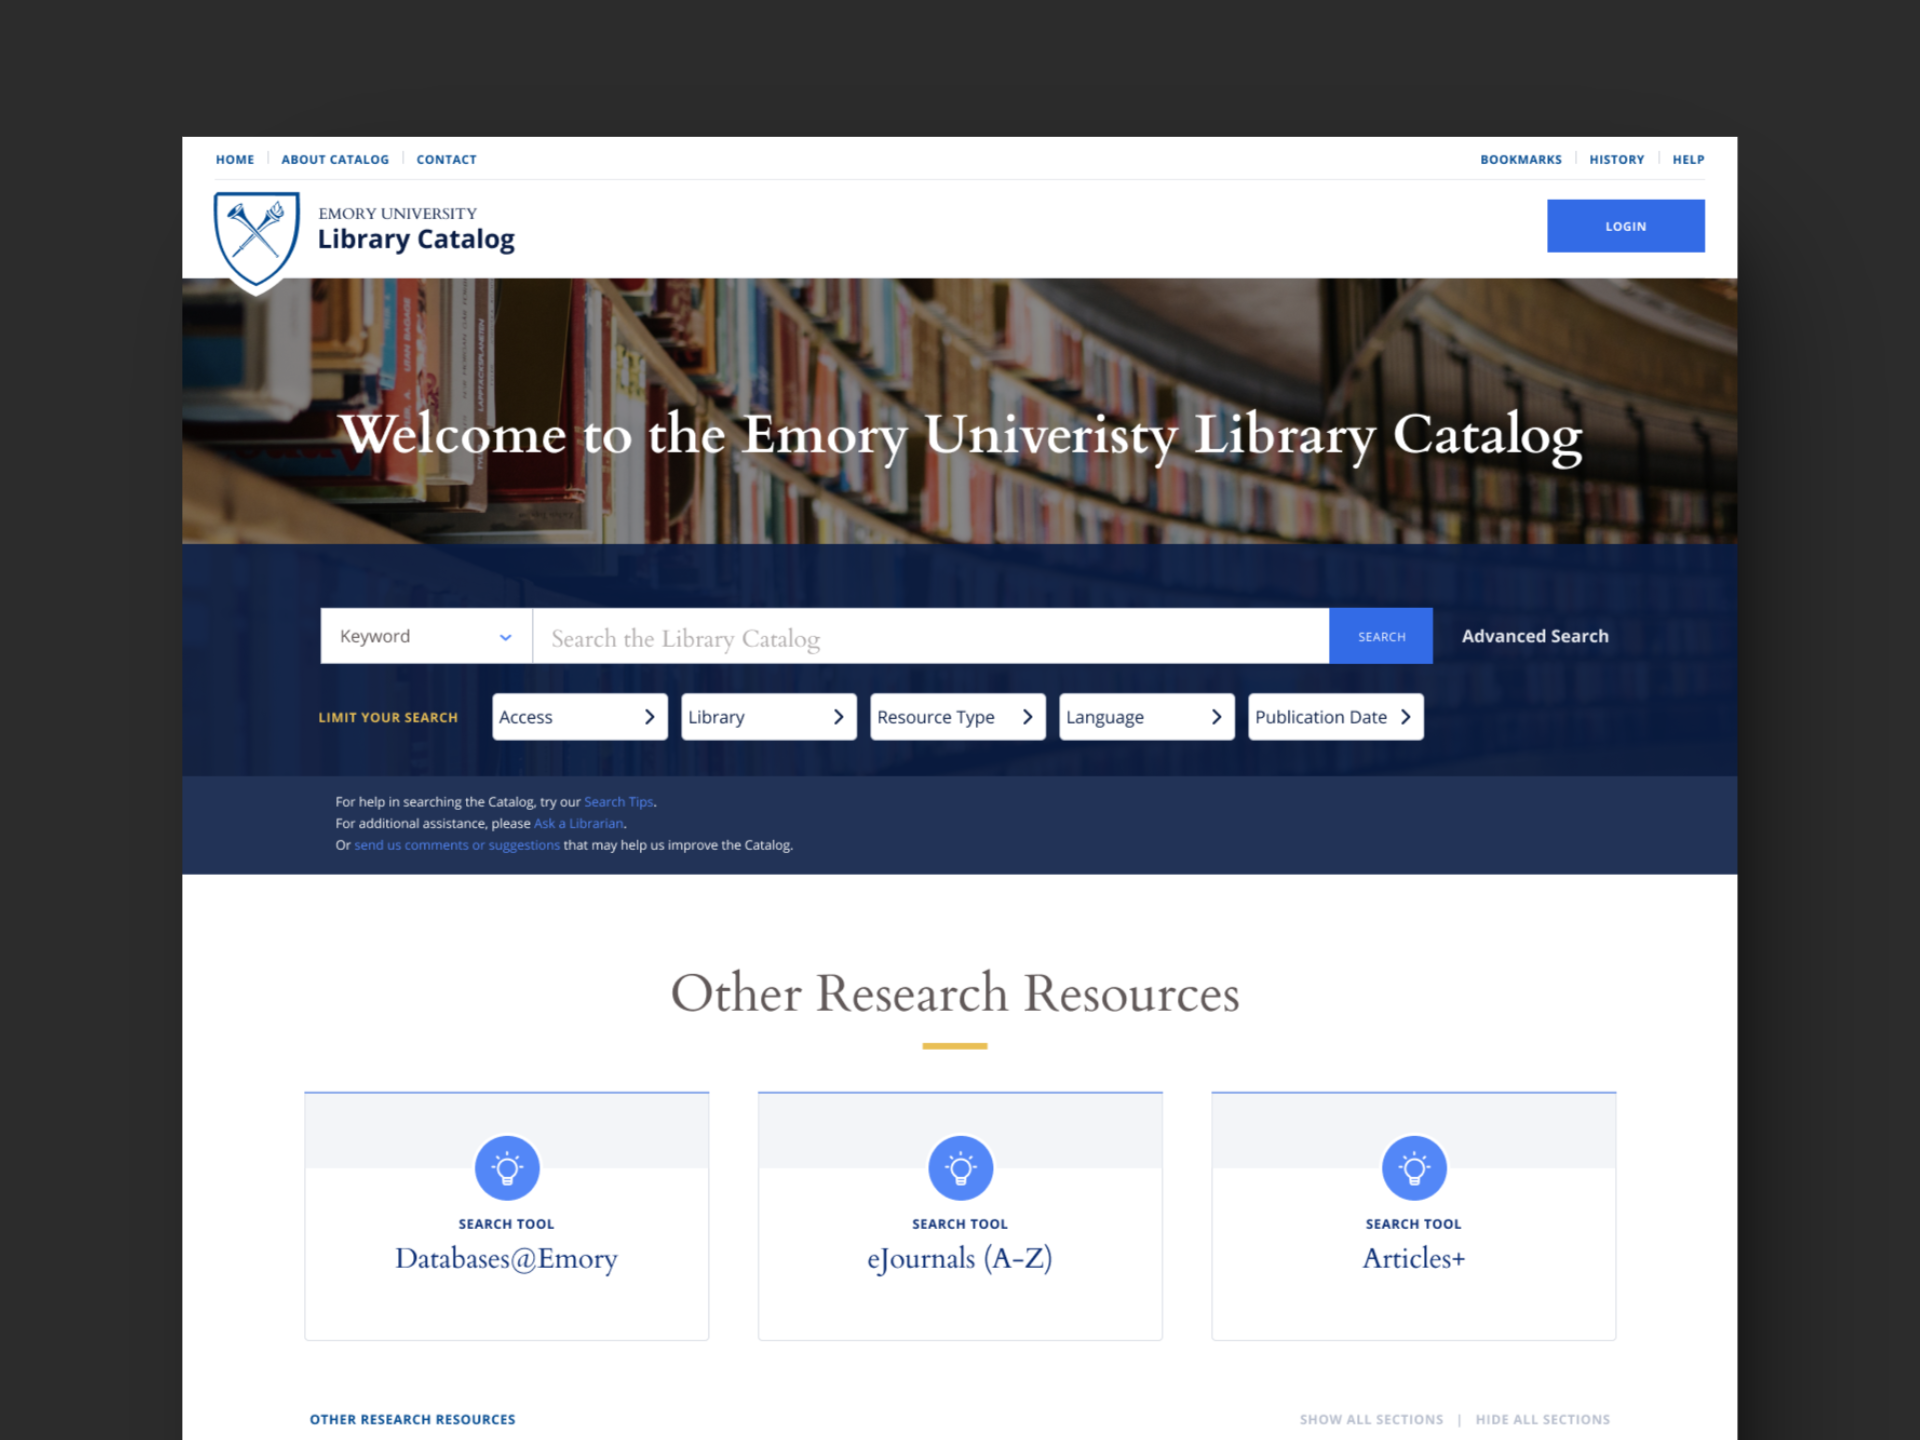 HOME | ABOUT CATALOG | CONTACT
BOOKMARKS | HISTORY | HELP
EMORY UNIVERSITY
Library Catalog
LOGIN
Welcome to the Emory Univeristy Library Catalog
Keyword
Search the Library Catalog
SEARCH
Advanced Search
LIMIT YOUR SEARCH
Access
Library
Resource Type
Language
Publication Date
For help in searching the Catalog, try our Search Tips.
For additional assistance, please Ask a Librarian.
Or send us comments or suggestions that may help us improve the Catalog.
Other Research Resources
SEARCH TOOL
Databases@Emory
SEARCH TOOL
eJournals (A-Z)
SEARCH TOOL
Articles+
OTHER RESEARCH RESOURCES
SHOW ALL SECTIONS | HIDE ALL SECTIONS